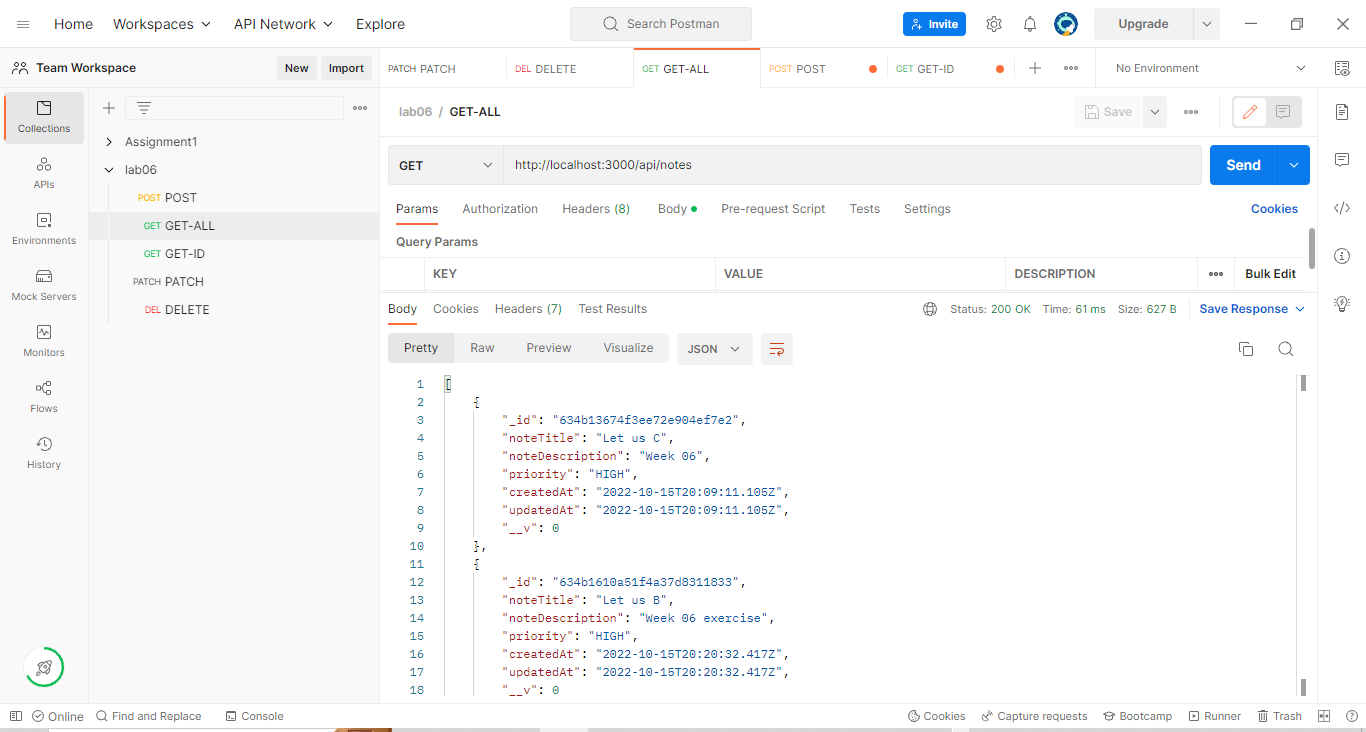 Home Workspaces API Network Explore Search Postman Invite Upgrade
Team Workspace New Import PATCH PATCH DEL DELETE GET GET-ALL POST POST GET GET-ID No Environment
Collections
APIs
Environments
Mock Servers
Monitors
Flows
History
Assignment1
lab06
POST POST
GET GET-ALL
GET GET-ID
PATCH PATCH
DEL DELETE
lab06 / GET-ALL Save
GET http://localhost:3000/api/notes Send
Params Authorization Headers (8) Body Pre-request Script Tests Settings Cookies
Query Params
KEY VALUE DESCRIPTION Bulk Edit
Body Cookies Headers (7) Test Results Status: 200 OK Time: 61 ms Size: 627 B Save Response
Pretty Raw Preview Visualize JSON
1 [
2 {
3 "_id": "634b13674f3ee72e904ef7e2",
4 "noteTitle": "Let us C",
5 "noteDescription": "Week 06",
6 "priority": "HIGH",
7 "createdAt": "2022-10-15T20:09:11.105Z",
8 "updatedAt": "2022-10-15T20:09:11.105Z",
9 "__v": 0
10 },
11 {
12 "_id": "634b1610a51f4a37d8311833",
13 "noteTitle": "Let us B",
14 "noteDescription": "Week 06 exercise",
15 "priority": "HIGH",
16 "createdAt": "2022-10-15T20:20:32.417Z",
17 "updatedAt": "2022-10-15T20:20:32.417Z",
18 "__v": 0
Online Find and Replace Console Cookies Capture requests Bootcamp Runner Trash